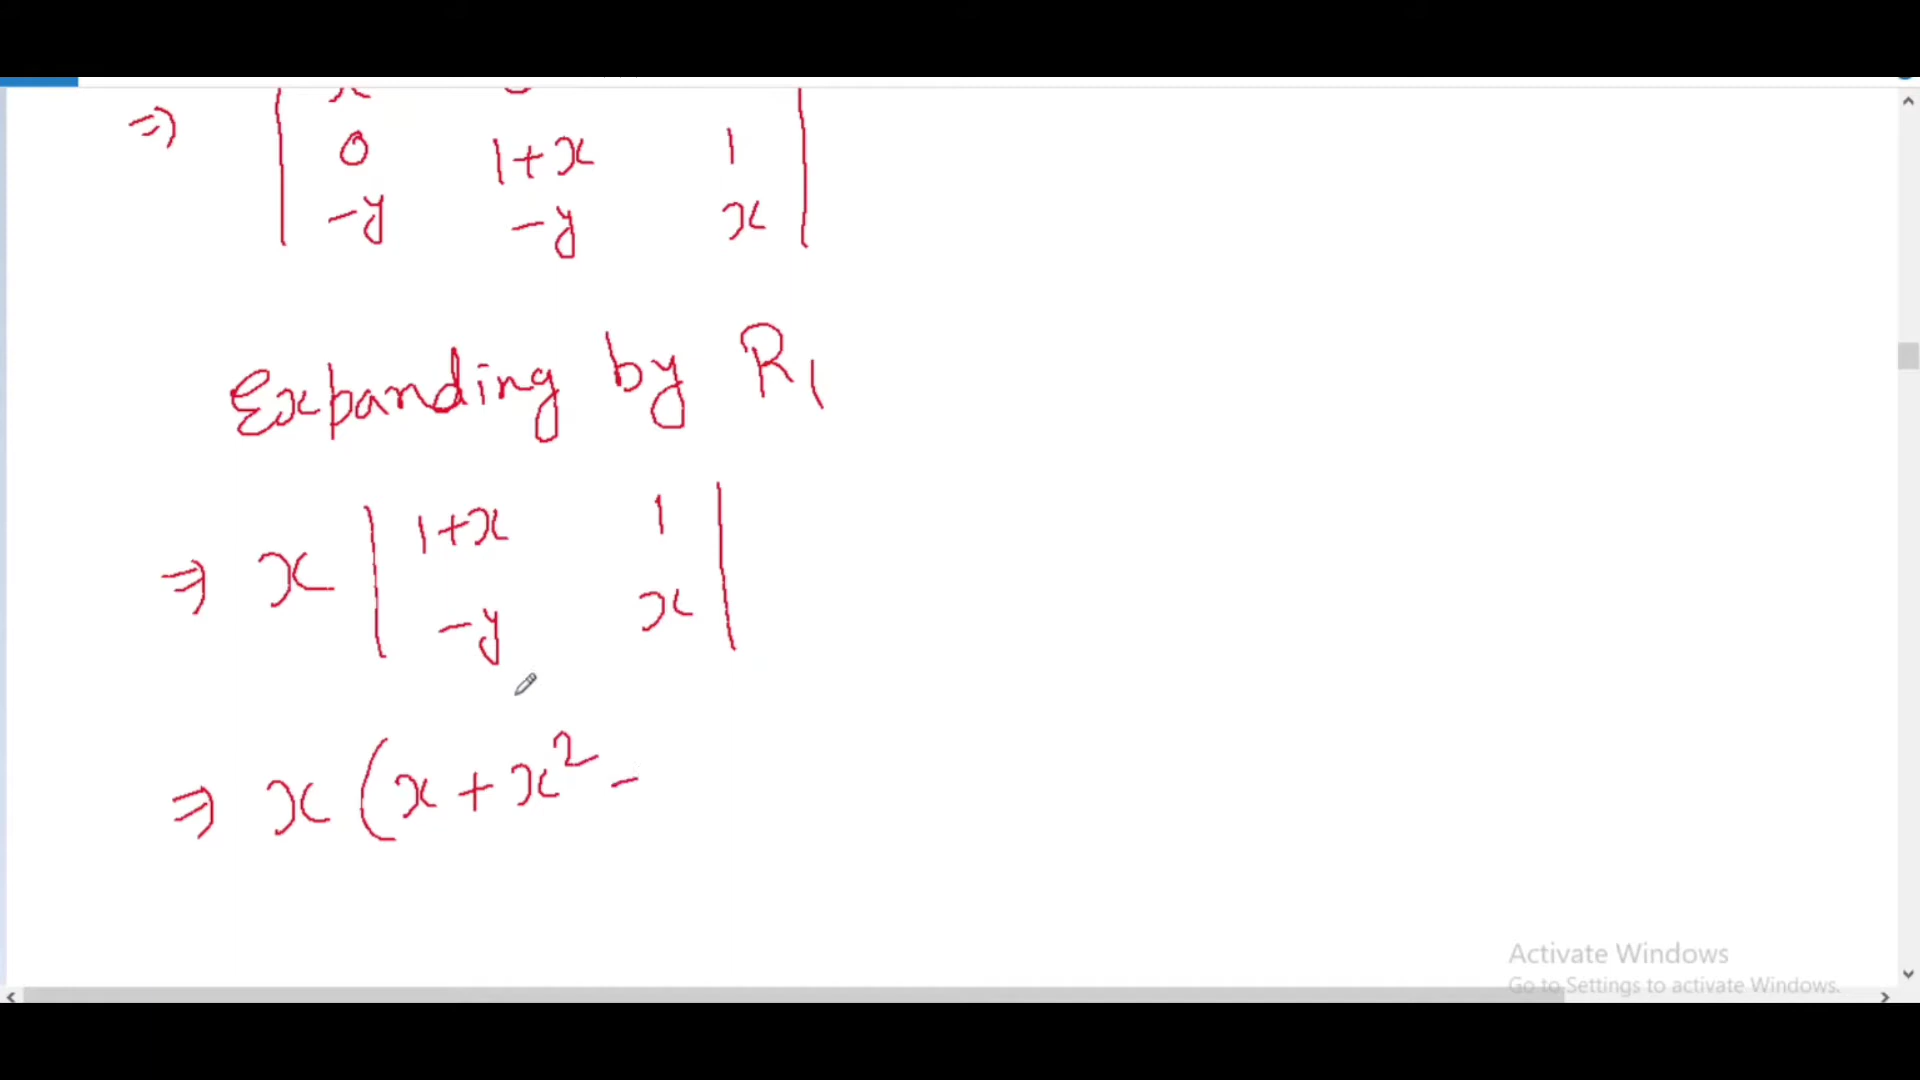 ⇒ | 0 1+x 1 |
| -y -y x |
Expanding by R₁
⇒ x | 1+x 1 |
| -y x |
⇒ x (x + x² -
Activate Windows
Go to Settings to activate Windows.